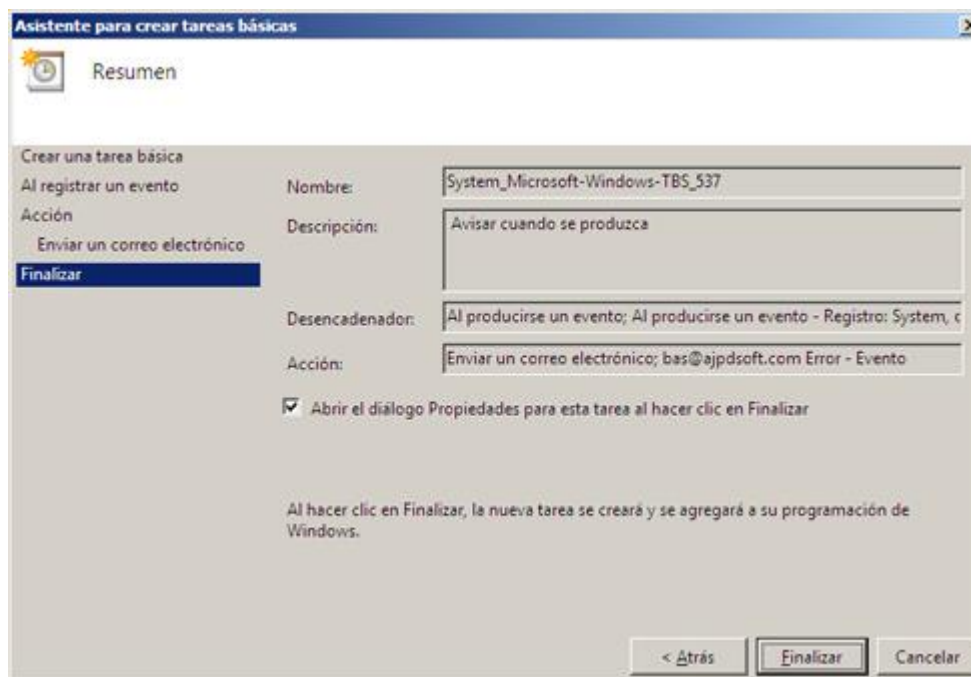 Asistente para crear tareas básicas
Resumen
Crear una tarea básica
Al registrar un evento
Acción
Enviar un correo electrónico
Finalizar
Nombre: System_Microsoft-Windows-TBS_537
Descripción: Avisar cuando se produzca
Desencadenador: Al producirse un evento; Al producirse un evento - Registro: System, c
Acción: Enviar un correo electrónico; bas@ajpdsoft.com Error - Evento
Abrir el diálogo Propiedades para esta tarea al hacer clic en Finalizar
Al hacer clic en Finalizar, la nueva tarea se creará y se agregará a su programación de
Windows.
< Atrás Finalizar Cancelar